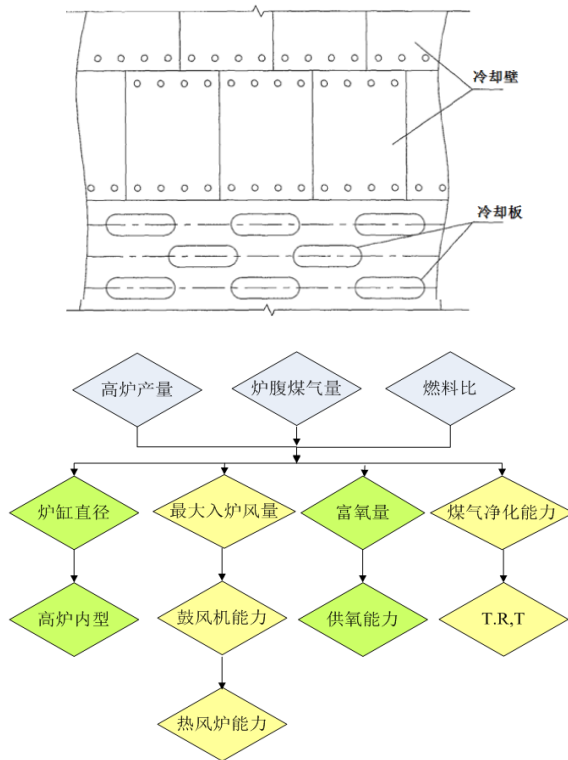 冷却壁
冷却板
高炉产量
炉腹煤气量
燃料比
炉缸直径
最大入炉风量
富氧量
煤气净化能力
高炉内型
鼓风机能力
供氧能力
T.R,T
热风炉能力